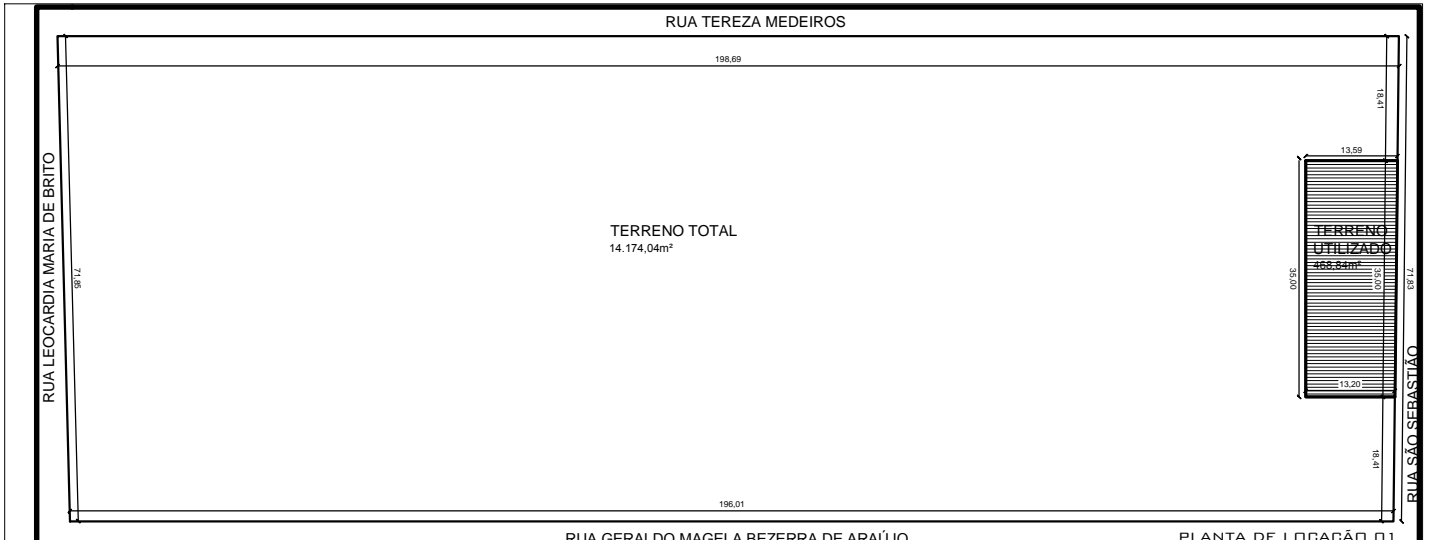 RUA TEREZA MEDEIROS
198,69
18,41
13,59
RUA LEOCARDIA MARIA DE BRITO
TERRENO TOTAL
14.174,04m²
TERRENO
UTILIZADO
468,84m²
71,85
35,00
35,00
71,83
13,20
RUA SÃO SEBASTIÃO
18,41
196,01
RUA GERALDO MAGELA BEZERRA DE ARAÚJO
PLANTA DE LOCAÇÃO 01